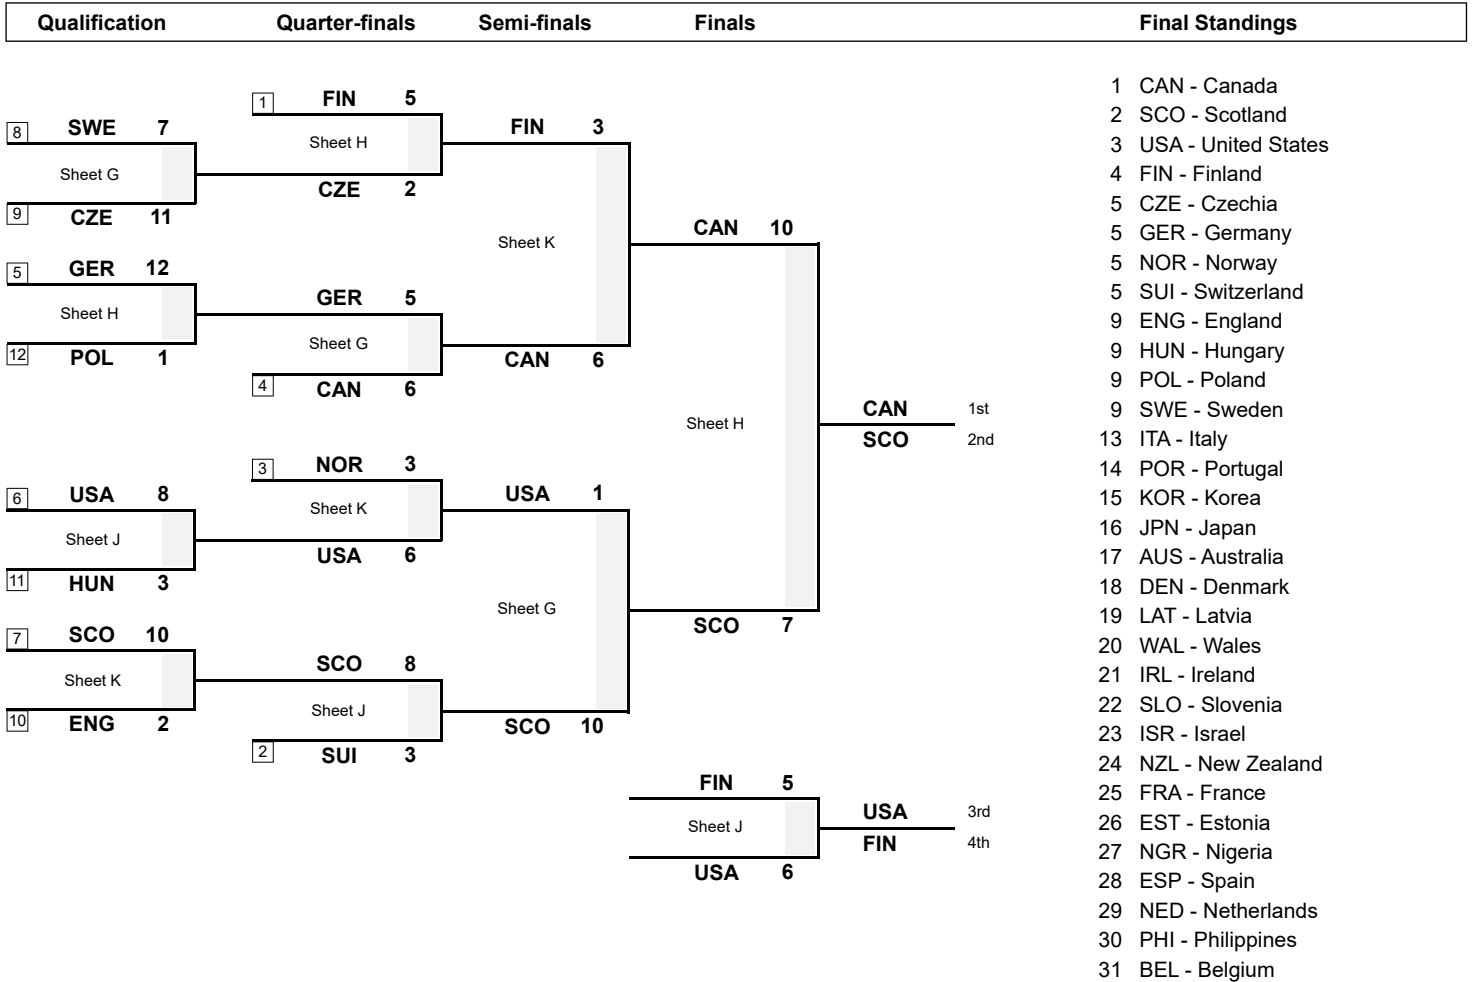 Qualification Quarter-finals Semi-finals Finals Final Standings
1 FIN 5
Sheet H
CZE 2
8 SWE 7
Sheet G
9 CZE 11
5 GER 12
Sheet H
12 POL 1
GER 5
Sheet G
4 CAN 6
FIN 3
Sheet K
CAN 6
6 USA 8
Sheet J
11 HUN 3
3 NOR 3
Sheet K
USA 6
7 SCO 10
Sheet K
10 ENG 2
SCO 8
Sheet J
2 SUI 3
USA 1
Sheet G
SCO 10
CAN 10
Sheet H
SCO 7
CAN 1st
SCO 2nd
FIN 5
Sheet J
USA 6
USA 3rd
FIN 4th
1 CAN - Canada
2 SCO - Scotland
3 USA - United States
4 FIN - Finland
5 CZE - Czechia
5 GER - Germany
5 NOR - Norway
5 SUI - Switzerland
9 ENG - England
9 HUN - Hungary
9 POL - Poland
9 SWE - Sweden
13 ITA - Italy
14 POR - Portugal
15 KOR - Korea
16 JPN - Japan
17 AUS - Australia
18 DEN - Denmark
19 LAT - Latvia
20 WAL - Wales
21 IRL - Ireland
22 SLO - Slovenia
23 ISR - Israel
24 NZL - New Zealand
25 FRA - France
26 EST - Estonia
27 NGR - Nigeria
28 ESP - Spain
29 NED - Netherlands
30 PHI - Philippines
31 BEL - Belgium